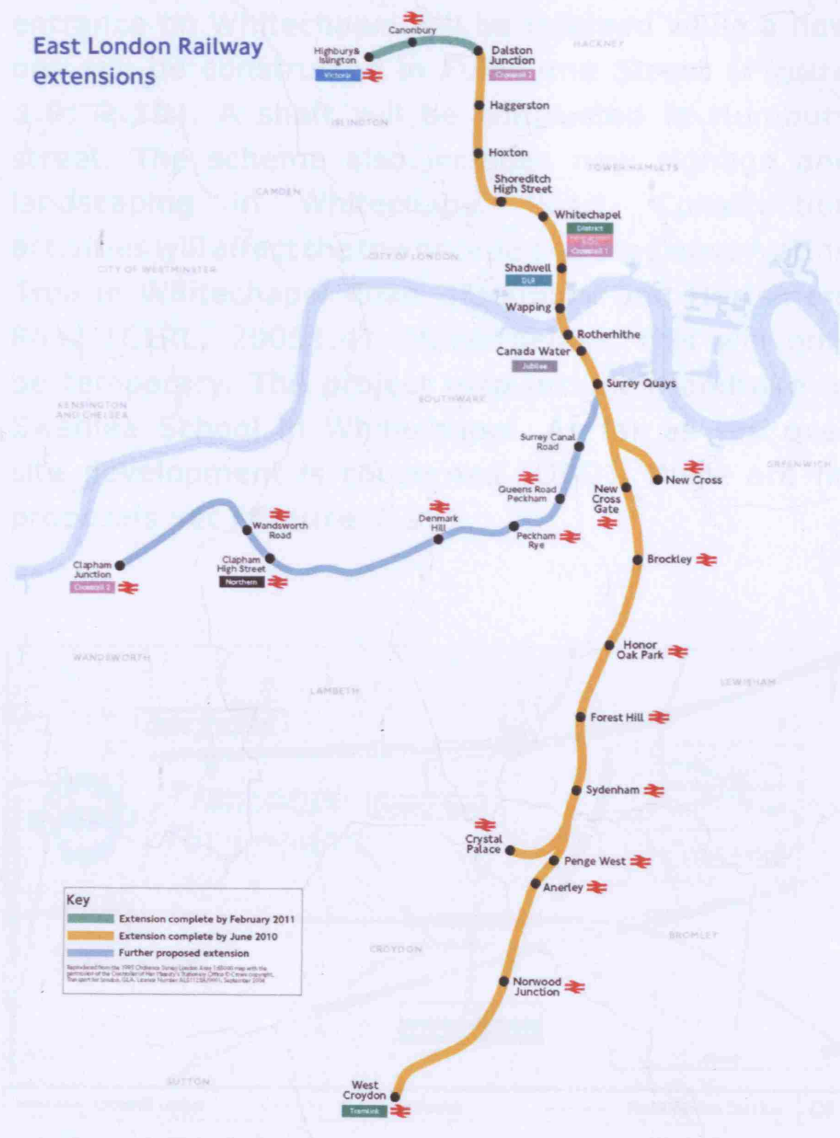 East London Railway
extensions
Canonbury
Highbury &
Islington
Victoria
Dalston
Junction
Crossrail 2
HACKNEY
Haggerston
ISLINGTON
Hoxton
Shoreditch
High Street
TOWER HAMLETS
CAMDEN
Whitechapel
District
Crossrail 1
CITY OF WESTMINSTER
CITY OF LONDON
Shadwell
DLR
Wapping
Rotherhithe
Canada Water
Jubilee
Surrey Quays
KENSINGTON
AND CHELSEA
SOUTHWARK
Surrey Canal
Road
GREENWICH
New Cross
Queens Road
Peckham
New
Cross
Gate
Wandsworth
Road
Denmark
Hill
Peckham
Rye
Clapham
Junction
Crossrail 2
Clapham
High Street
Northern
Brockley
Honor
Oak Park
WANDSWORTH
LAMBETH
LEWISHAM
Forest Hill
Sydenham
Crystal
Palace
Penge West
Anerley
Key
Extension complete by February 2011
Extension complete by June 2010
Further proposed extension
CROYDON
BROMLEY
Norwood
Junction
SUTTON
West
Croydon
Tramlink